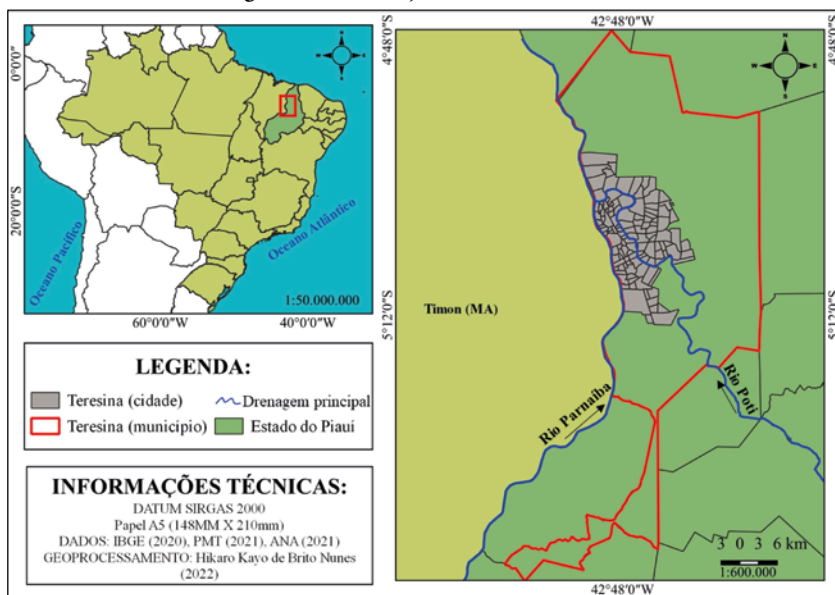 0°0'0"
20°0'0"S
60°0'0"W
40°0'0"W
Oceano Pacífico
Oceano Atlântico
1:50.000.000
N
W
E
S
LEGENDA:
Teresina (cidade)
Drenagem principal
Teresina (município)
Estado do Piaui
INFORMAÇÕES TÉCNICAS:
DATUM SIRGAS 2000
Papel A5 (148MM X 210mm)
DADOS: IBGE (2020), PMT (2021), ANA (2021)
GEOPROCESSAMENTO: Hikaro Kayo de Brito Nunes
(2022)
42°48'0"W
4°48'0"S
5°12'0"S
5°12'0"S
Timon (MA)
Rio Parnaíba
Rio Poti
3 0 3 6 km
1:600.000
42°48'0"W